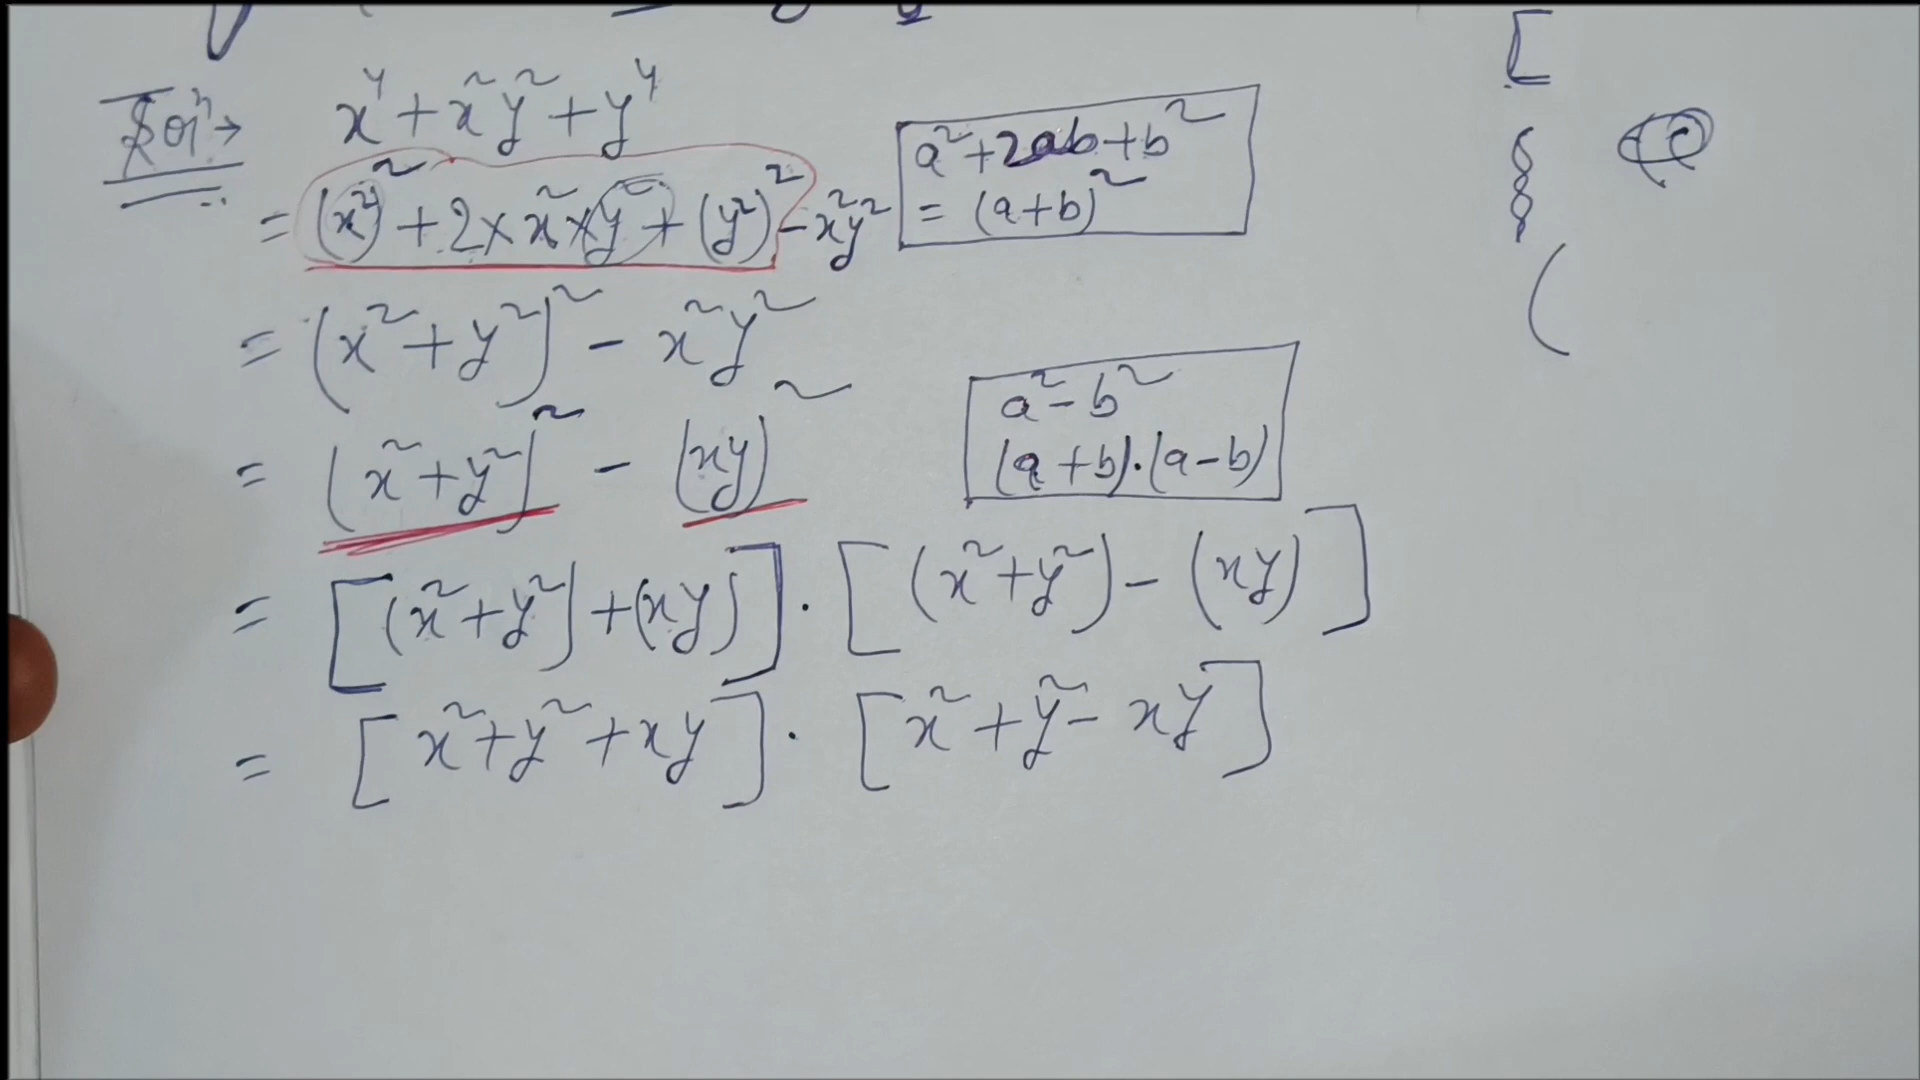 Solⁿ→ x⁴ + x²y² + y⁴
= (x²)² + 2 × x² × y² + (y²)² - x²y²
a² + 2ab + b²
= (a+b)²
= (x² + y²)² - x²y²
= (x² + y²)² - (xy)²
a² - b²
(a+b)·(a-b)
= [(x² + y²) + (xy)] · [(x² + y²) - (xy)]
= [x² + y² + xy] · [x² + y² - xy]
[
(